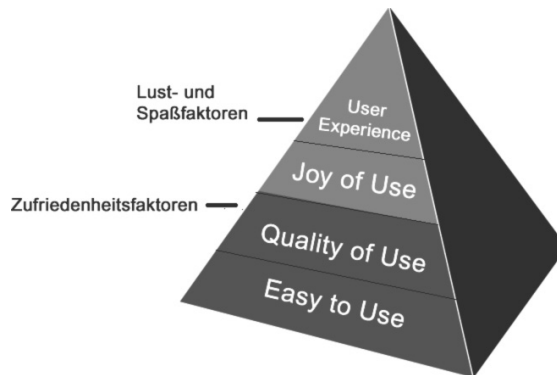 Lust- und
Spaßfaktoren
User
Experience
Joy of Use
Zufriedenheitsfaktoren
Quality of Use
Easy to Use